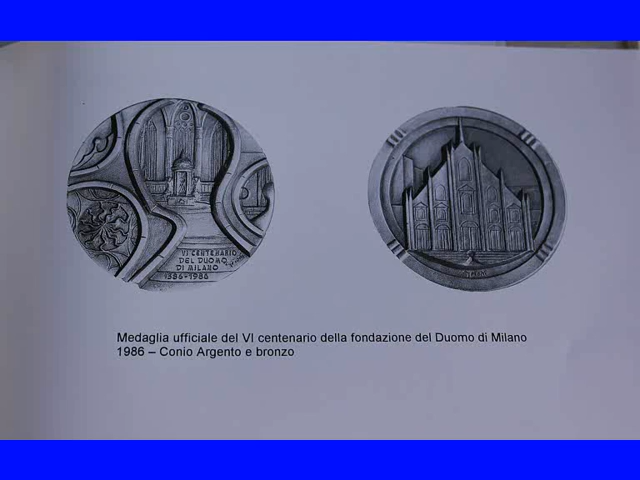 VI CENTENARIO
DEL DUOMO
DI MILANO
1386-1986
Medaglia ufficiale del VI centenario della fondazione del Duomo di Milano
1986 – Conio Argento e bronzo